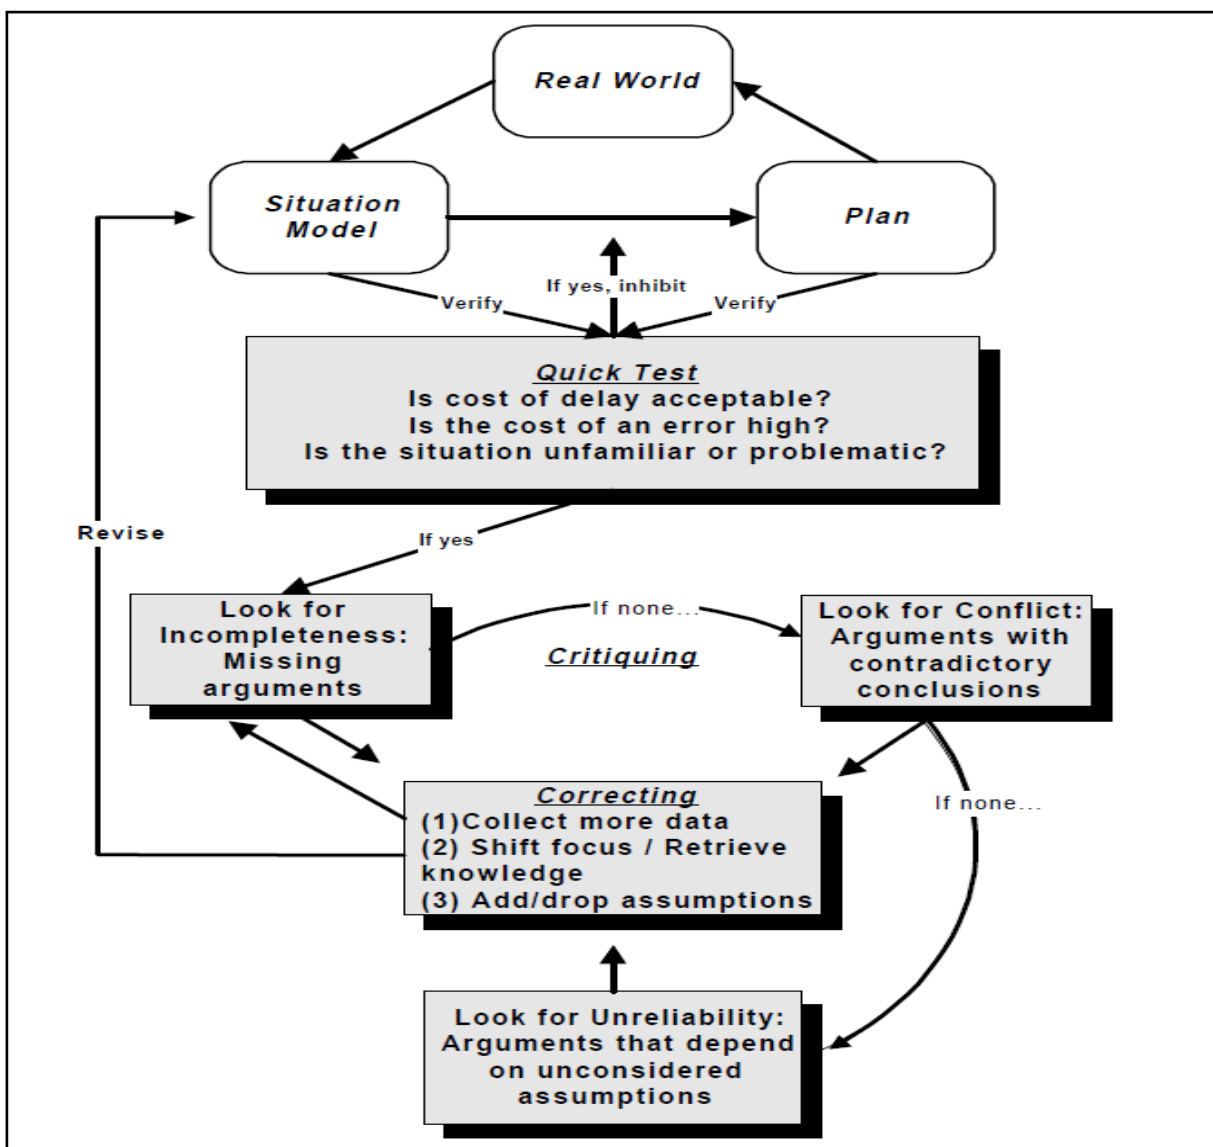 Real World
Situation
Model
Plan
If yes, inhibit
Verify
Verify
Quick Test
Is cost of delay acceptable?
Is the cost of an error high?
Is the situation unfamiliar or problematic?
Revise
If yes
Look for
Incompleteness:
Missing
arguments
If none...
Critiquing
Look for Conflict:
Arguments with
contradictory
conclusions
Correcting
(1)Collect more data
(2) Shift focus / Retrieve
knowledge
(3) Add/drop assumptions
If none...
Look for Unreliability:
Arguments that depend
on unconsidered
assumptions